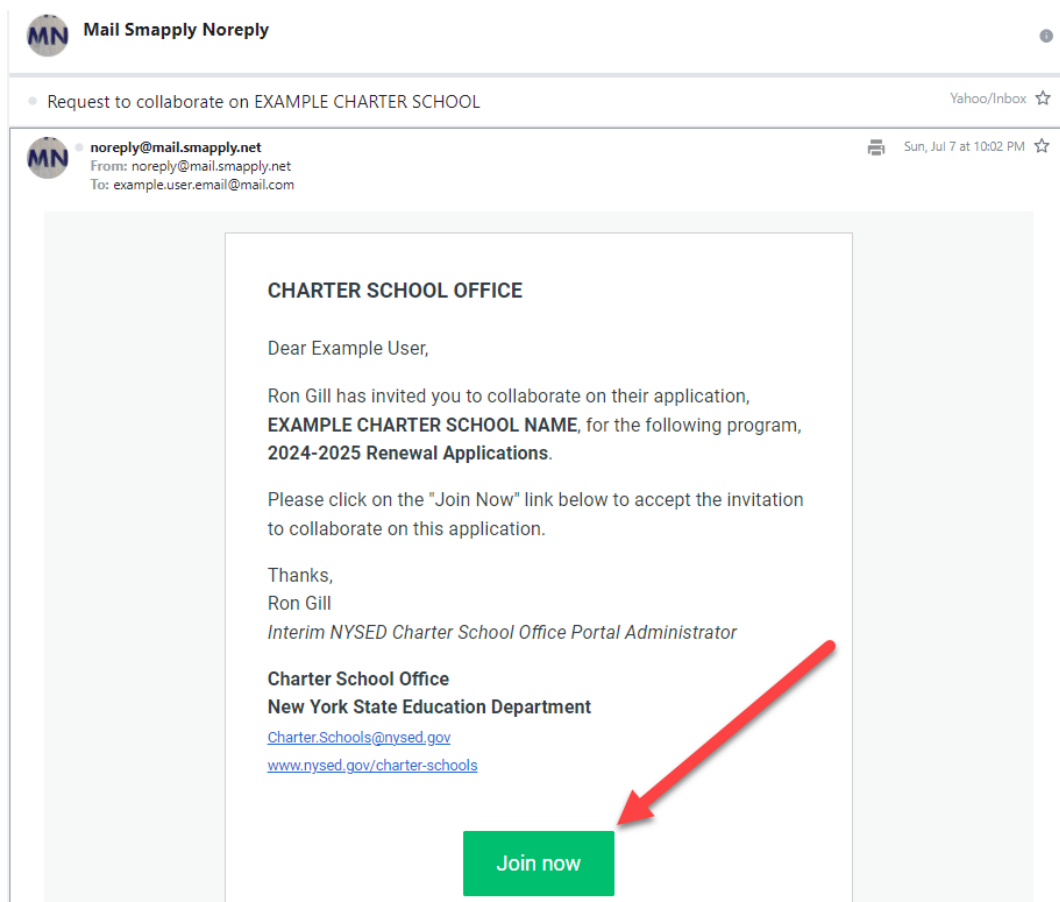 MN Mail Smapply Noreply
Request to collaborate on EXAMPLE CHARTER SCHOOL Yahoo/Inbox
MN noreply@mail.smapply.net Sun, Jul 7 at 10:02 PM
From: noreply@mail.smapply.net
To: example.user.email@mail.com
CHARTER SCHOOL OFFICE
Dear Example User,
Ron Gill has invited you to collaborate on their application,
EXAMPLE CHARTER SCHOOL NAME, for the following program,
2024-2025 Renewal Applications.
Please click on the "Join Now" link below to accept the invitation
to collaborate on this application.
Thanks,
Ron Gill
Interim NYSED Charter School Office Portal Administrator
Charter School Office
New York State Education Department
Charter.Schools@nysed.gov
www.nysed.gov/charter-schools
Join now